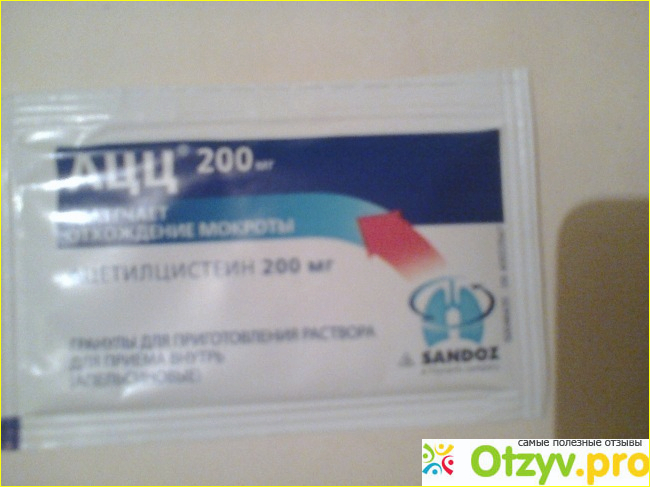 АЦЦ® 200 мг
ОБЛЕГЧАЕТ
ОТХОЖДЕНИЕ МОКРОТЫ
АЦЕТИЛЦИСТЕИН 200 мг
ГРАНУЛЫ ДЛЯ ПРИГОТОВЛЕНИЯ РАСТВОРА
ДЛЯ ПРИЕМА ВНУТРЬ
(АПЕЛЬСИНОВЫЕ)
SANDOZ
самые полезные отзывы
Otzyv.pro